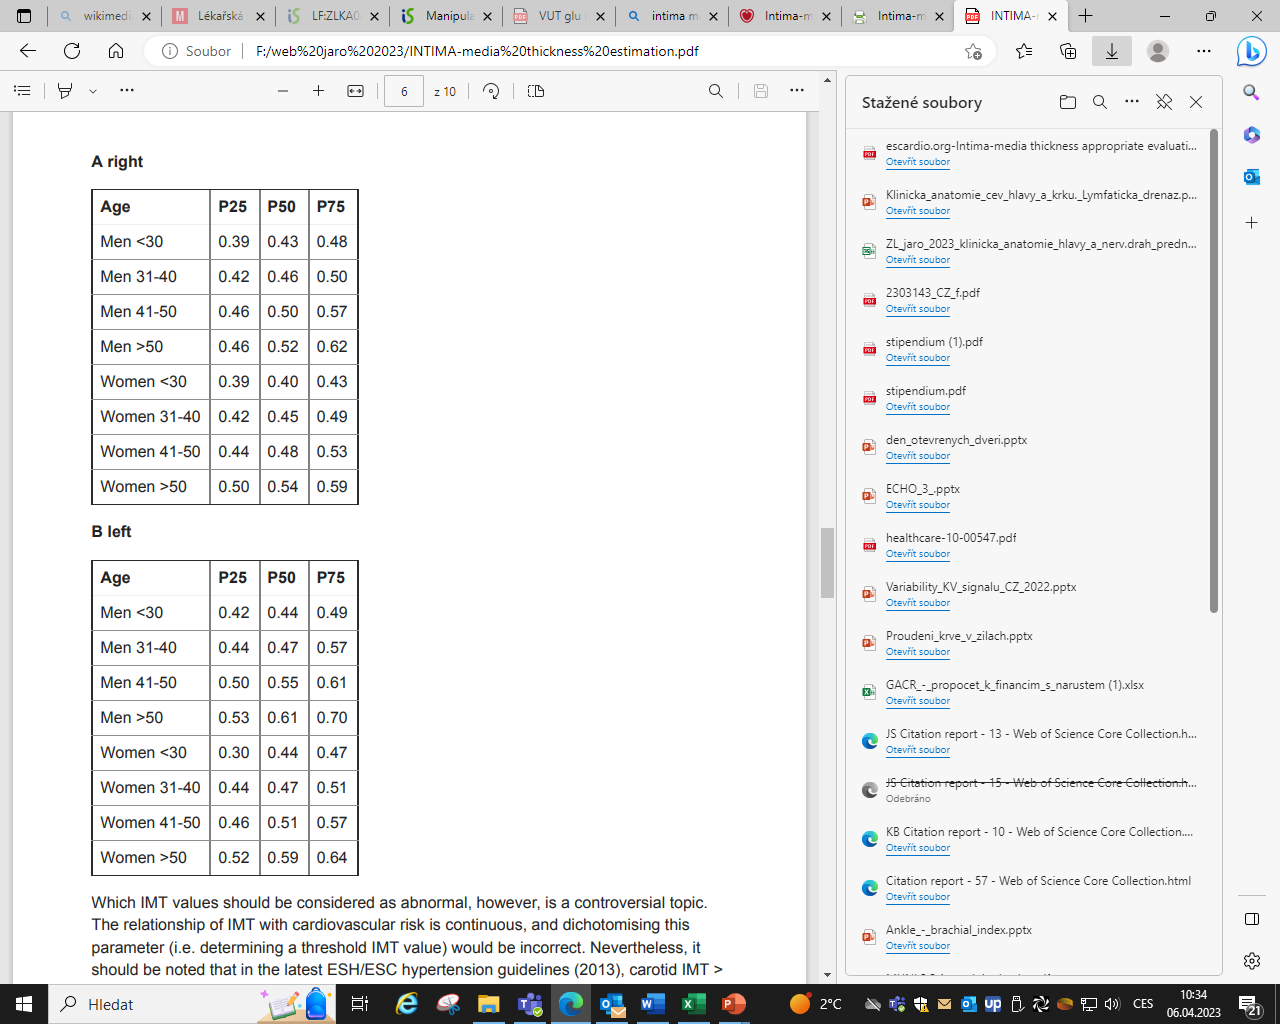 wikimedi
Lékařská
LF:ZLKA0
Manipula
VUT glu
intima m
Intima-m
Intima-m
INTIMA-
Soubor
F:/web%20jaro%202023/INTIMA-media%20thickness%20estimation.pdf
6
z 10
A right
Age P25 P50 P75
Men <30 0.39 0.43 0.48
Men 31-40 0.42 0.46 0.50
Men 41-50 0.46 0.50 0.57
Men >50 0.46 0.52 0.62
Women <30 0.39 0.40 0.43
Women 31-40 0.42 0.45 0.49
Women 41-50 0.44 0.48 0.53
Women >50 0.50 0.54 0.59
B left
Age P25 P50 P75
Men <30 0.42 0.44 0.49
Men 31-40 0.44 0.47 0.57
Men 41-50 0.50 0.55 0.61
Men >50 0.53 0.61 0.70
Women <30 0.30 0.44 0.47
Women 31-40 0.44 0.47 0.51
Women 41-50 0.46 0.51 0.57
Women >50 0.52 0.59 0.64
Which IMT values should be considered as abnormal, however, is a controversial topic.
The relationship of IMT with cardiovascular risk is continuous, and dichotomising this
parameter (i.e. determining a threshold IMT value) would be incorrect. Nevertheless, it
should be noted that in the latest ESH/ESC hypertension guidelines (2013), carotid IMT >
Stažené soubory
escardio.org-Intima-media thickness appropriate evaluati...
Otevřít soubor
Klinicka_anatomie_cev_hlavy_a_krku._Lymfaticka_drenaz.p...
Otevřít soubor
ZL_jaro_2023_klinicka_anatomie_hlavy_a_nerv.drah_predn...
Otevřít soubor
2303143_CZ_f.pdf
Otevřít soubor
stipendium (1).pdf
Otevřít soubor
stipendium.pdf
Otevřít soubor
den_otevrenych_dveri.pptx
Otevřít soubor
ECHO_3_.pptx
Otevřít soubor
healthcare-10-00547.pdf
Otevřít soubor
Variability_KV_signalu_CZ_2022.pptx
Otevřít soubor
Proudeni_krve_v_zilach.pptx
Otevřít soubor
GACR_-_propocet_k_financim_s_narustem (1).xlsx
Otevřít soubor
JS Citation report - 13 - Web of Science Core Collection.h...
Otevřít soubor
JS Citation report - 15 - Web of Science Core Collection.h...
Odebráno
KB Citation report - 10 - Web of Science Core Collection....
Otevřít soubor
Citation report - 57 - Web of Science Core Collection.html
Otevřít soubor
Ankle_-_brachial_index.pptx
Otevřít soubor
Hledat
2°C
CES
10:34
06.04.2023
21